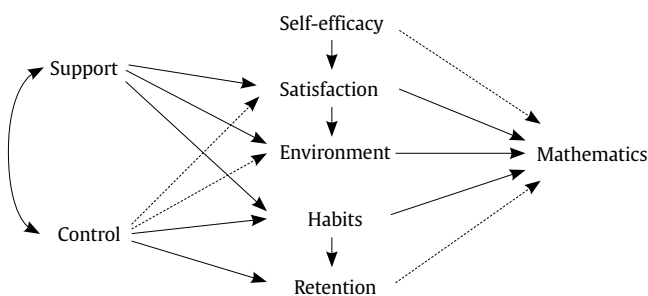 Self-efficacy
Support
Satisfaction
Environment
Mathematics
Habits
Control
Retention